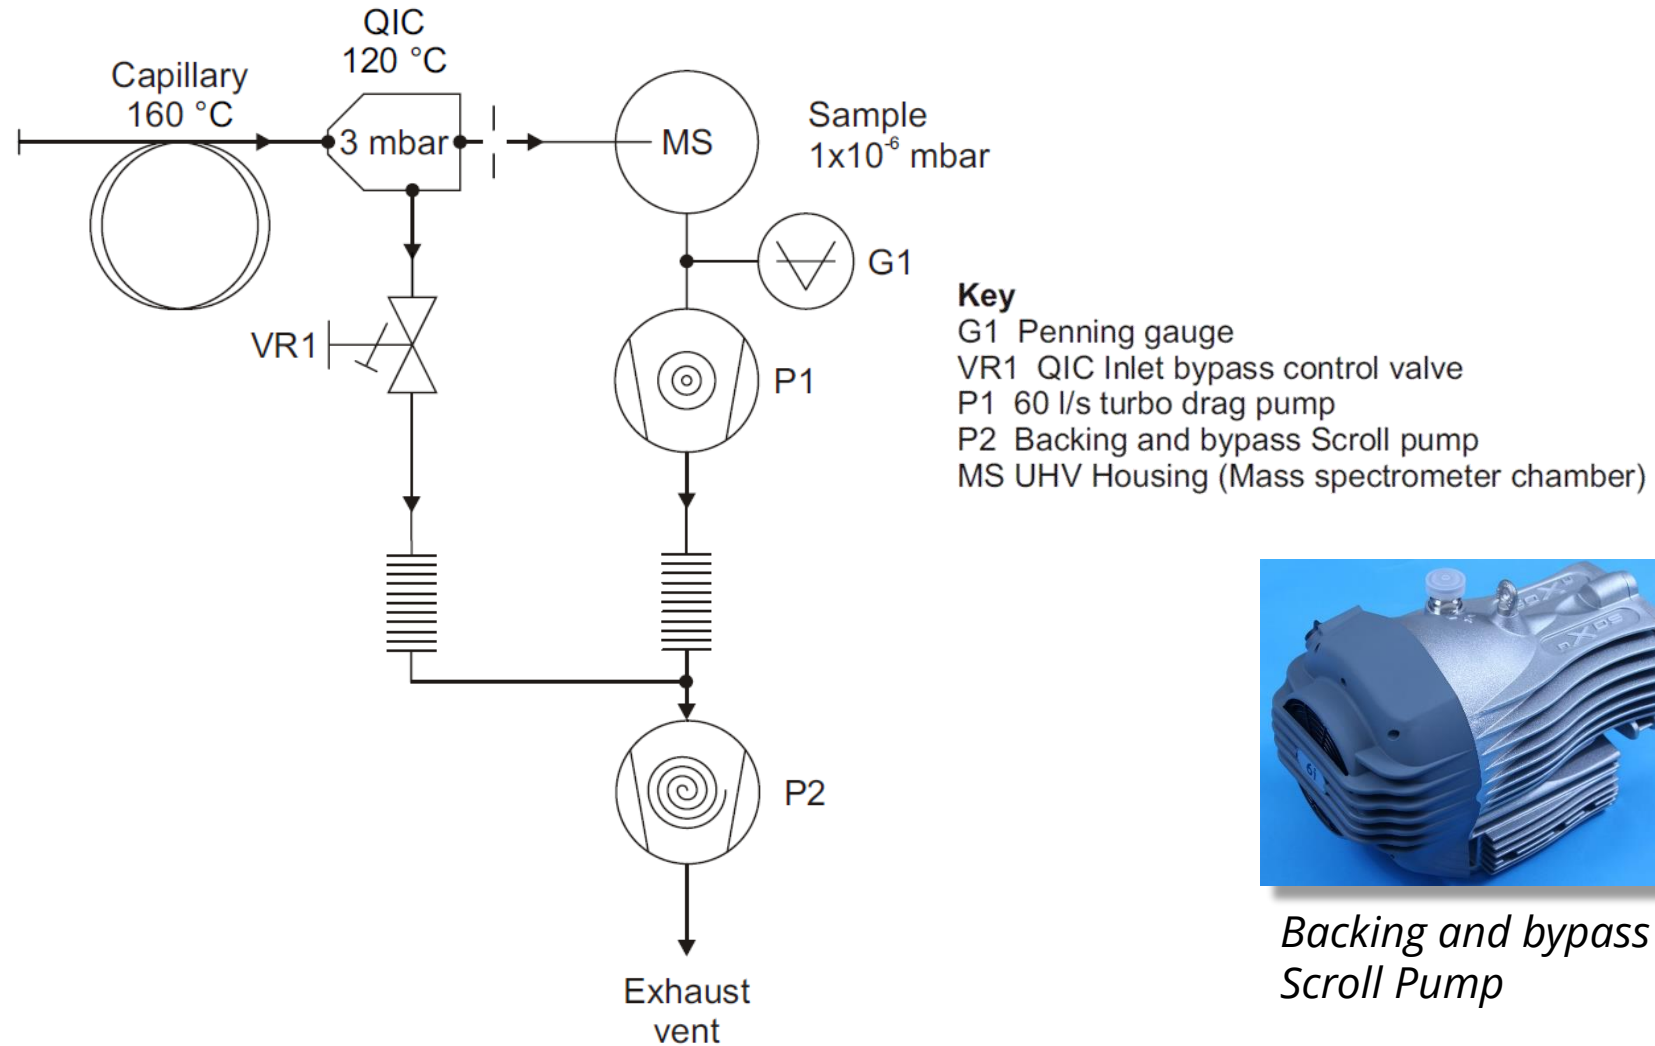 QIC
120 °C
Capillary
160 °C
3 mbar
MS
Sample
1x10⁻⁶ mbar
G1
VR1
P1
Key
G1 Penning gauge
VR1 QIC Inlet bypass control valve
P1 60 l/s turbo drag pump
P2 Backing and bypass Scroll pump
MS UHV Housing (Mass spectrometer chamber)
P2
Exhaust
vent
6i
Backing and bypass
Scroll Pump